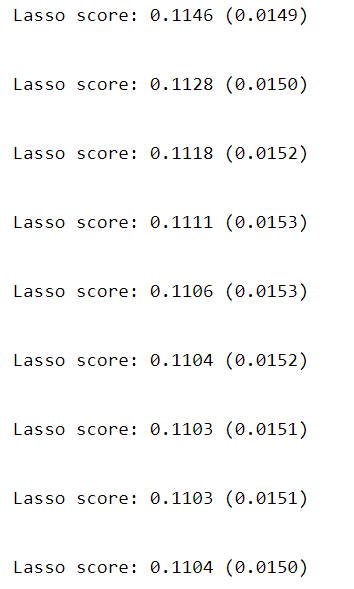 Lasso score: 0.1146 (0.0149)
Lasso score: 0.1128 (0.0150)
Lasso score: 0.1118 (0.0152)
Lasso score: 0.1111 (0.0153)
Lasso score: 0.1106 (0.0153)
Lasso score: 0.1104 (0.0152)
Lasso score: 0.1103 (0.0151)
Lasso score: 0.1103 (0.0151)
Lasso score: 0.1104 (0.0150)